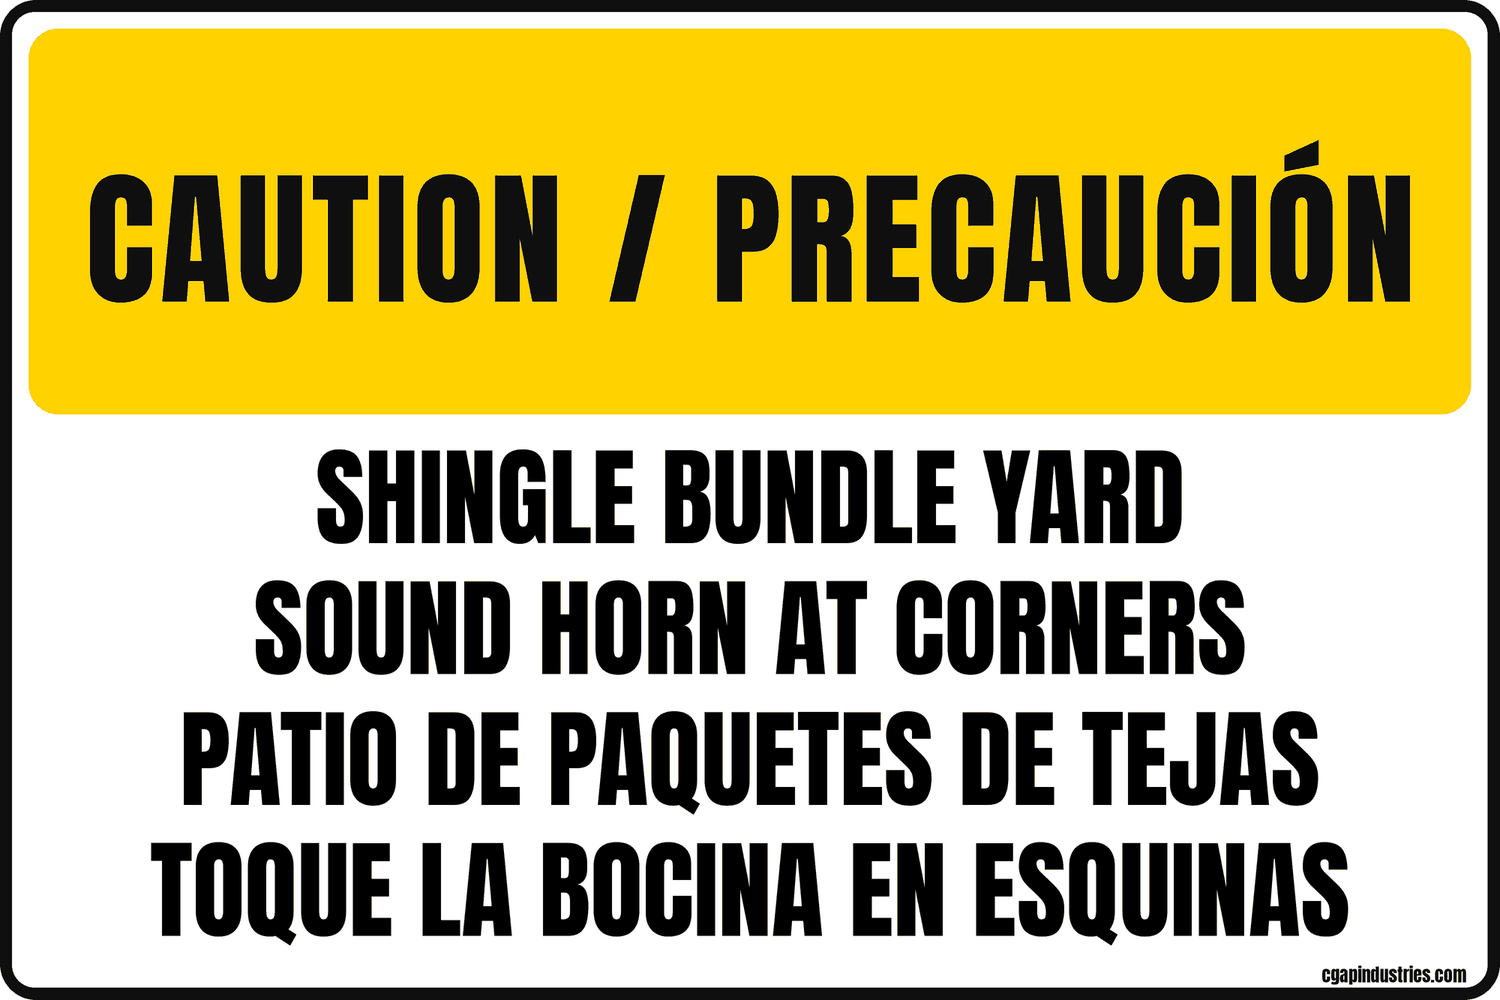 CAUTION / PRECAUCIÓN
SHINGLE BUNDLE YARD
SOUND HORN AT CORNERS
PATIO DE PAQUETES DE TEJAS
TOQUE LA BOCINA EN ESQUINAS
cgapindustries.com